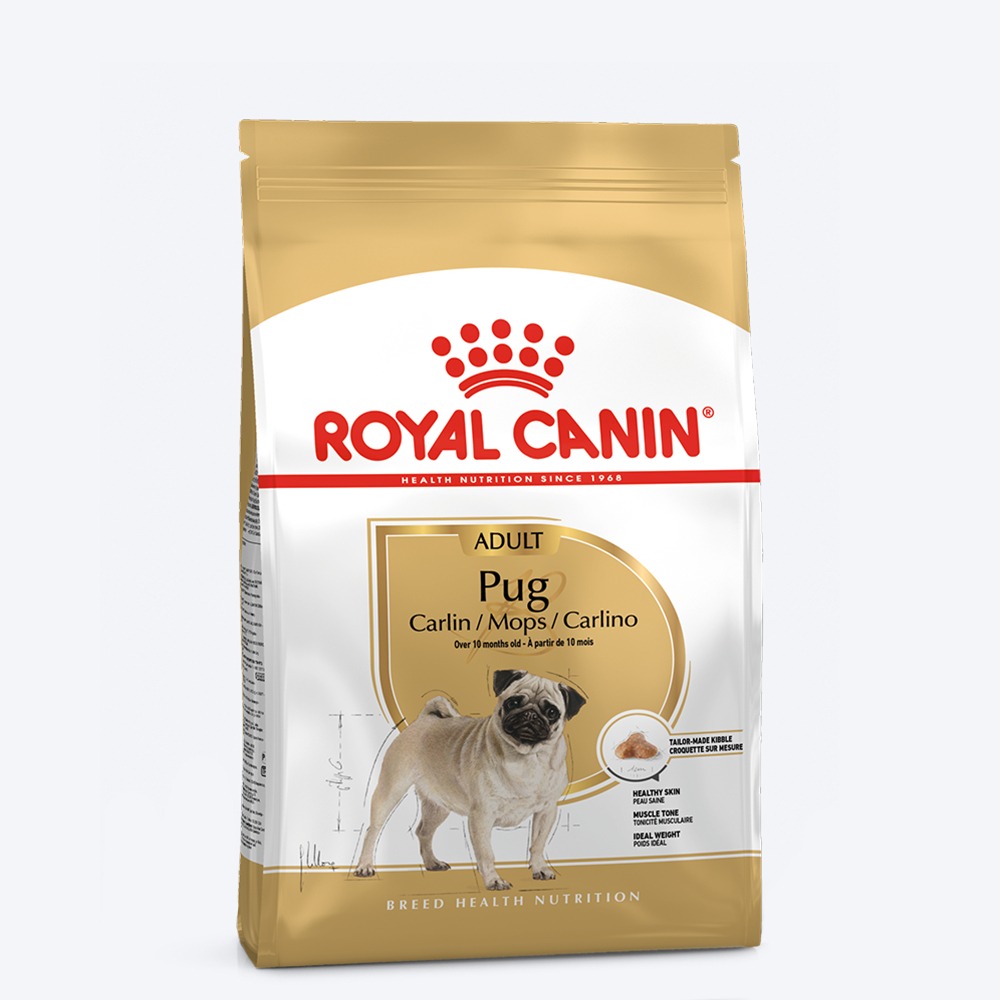 ROYAL CANIN®
HEALTH NUTRITION SINCE 1968
ADULT
Pug
Carlin / Mops / Carlino
Over 10 months old - À partir de 10 mois
TAILOR-MADE KIBBLE
CROQUETTE SUR MESURE
HEALTHY SKIN
PEAU SAINE
MUSCLE TONE
TONICITÉ MUSCULAIRE
IDEAL WEIGHT
POIDS IDÉAL
BREED HEALTH NUTRITION